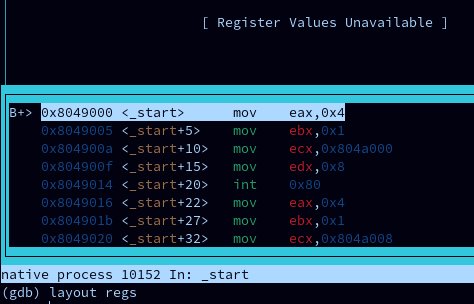 [ Register Values Unavailable ]
B+> 0x8049000 <_start> mov eax,0x4
0x8049005 <_start+5> mov ebx,0x1
0x804900a <_start+10> mov ecx,0x804a000
0x804900f <_start+15> mov edx,0x8
0x8049014 <_start+20> int 0x80
0x8049016 <_start+22> mov eax,0x4
0x804901b <_start+27> mov ebx,0x1
0x8049020 <_start+32> mov ecx,0x804a008
native process 10152 In: _start
(gdb) layout regs